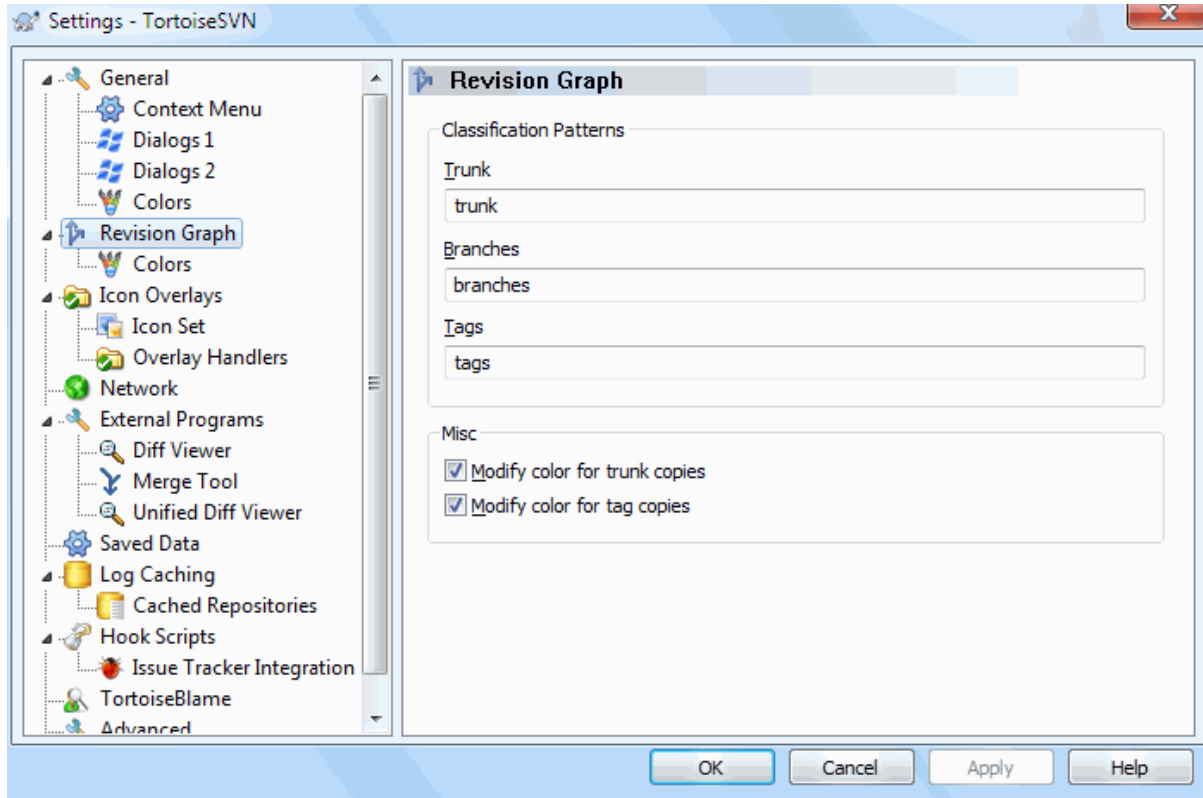 Settings - TortoiseSVN
General
Context Menu
Dialogs 1
Dialogs 2
Colors
Revision Graph
Colors
Icon Overlays
Icon Set
Overlay Handlers
Network
External Programs
Diff Viewer
Merge Tool
Unified Diff Viewer
Saved Data
Log Caching
Cached Repositories
Hook Scripts
Issue Tracker Integration
TortoiseBlame
Advanced
Revision Graph
Classification Patterns
Trunk
trunk
Branches
branches
Tags
tags
Misc
Modify color for trunk copies
Modify color for tag copies
OK
Cancel
Apply
Help